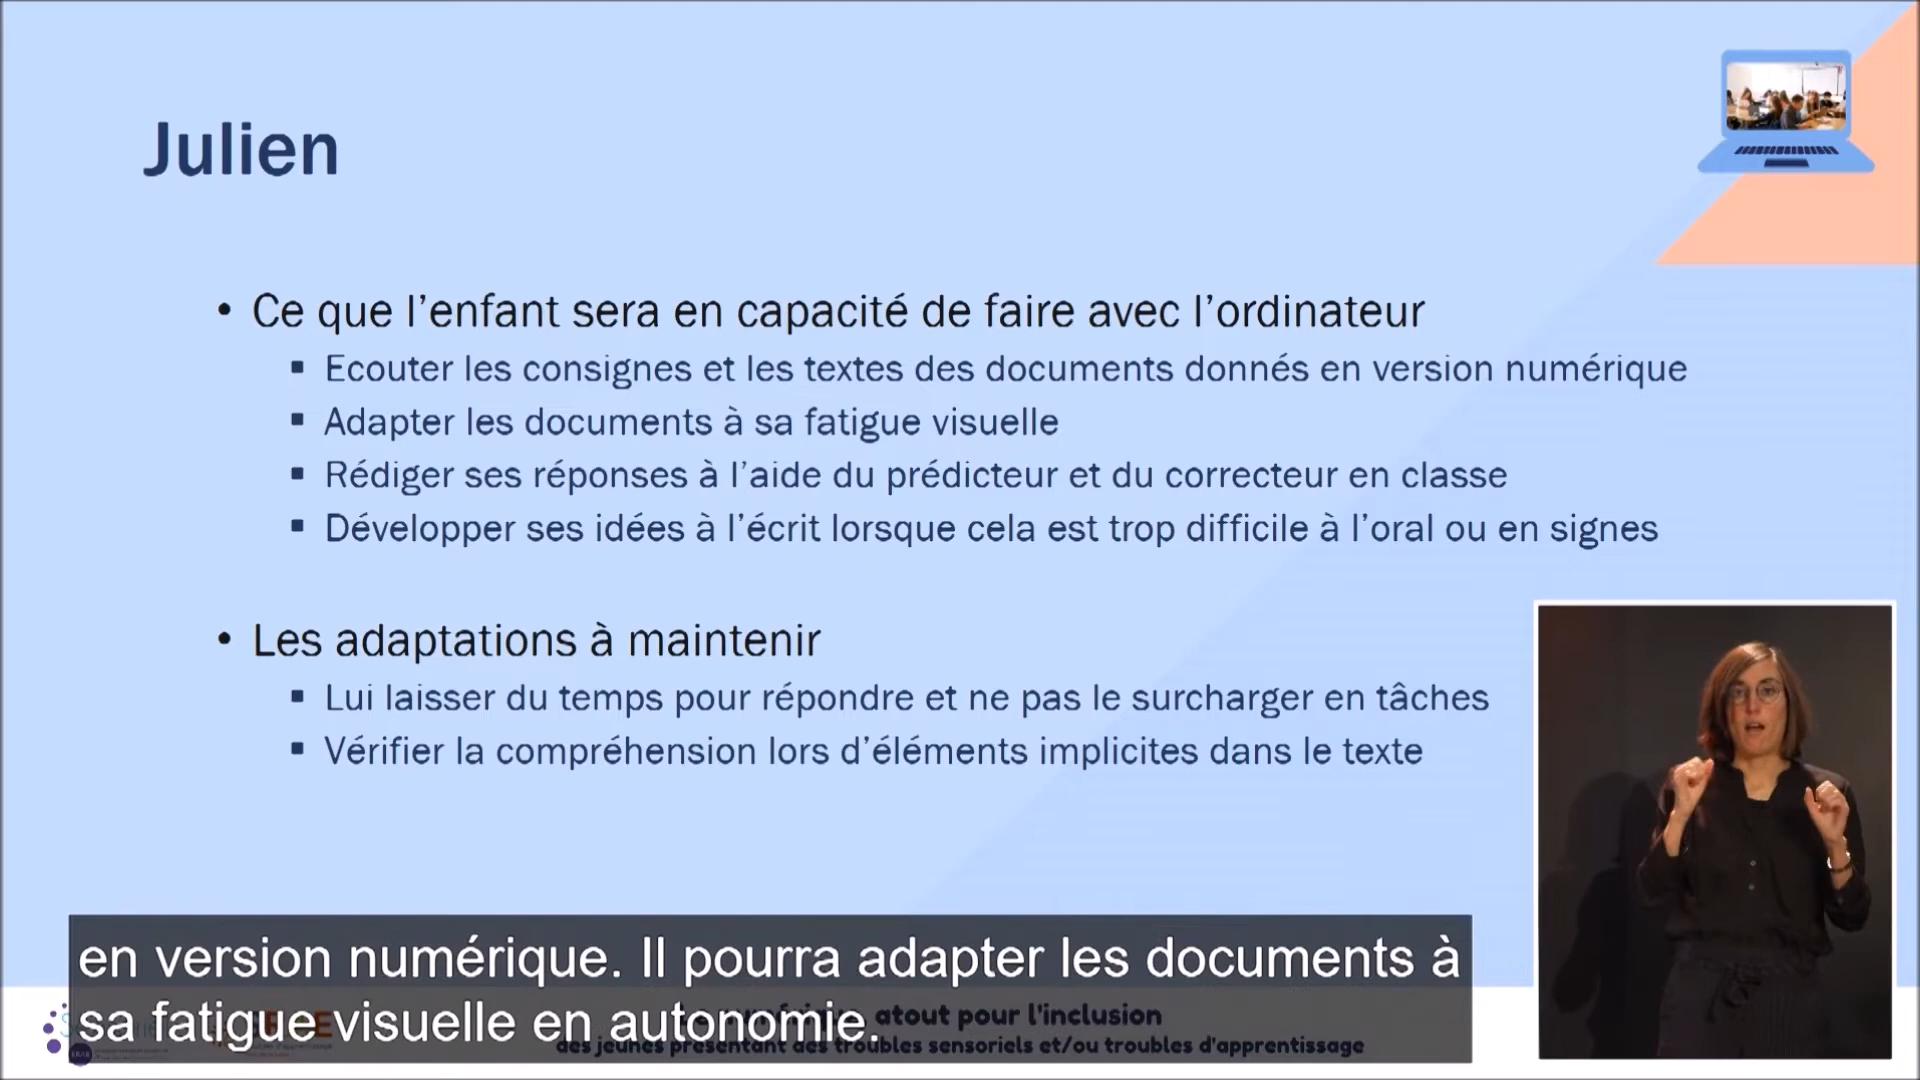 Julien
• Ce que l’enfant sera en capacité de faire avec l’ordinateur
▪ Ecouter les consignes et les textes des documents donnés en version numérique
▪ Adapter les documents à sa fatigue visuelle
▪ Rédiger ses réponses à l’aide du prédicteur et du correcteur en classe
▪ Développer ses idées à l’écrit lorsque cela est trop difficile à l’oral ou en signes
• Les adaptations à maintenir
▪ Lui laisser du temps pour répondre et ne pas le surcharger en tâches
▪ Vérifier la compréhension lors d’éléments implicites dans le texte
en version numérique. Il pourra adapter les documents à
sa fatigue visuelle en autonomie.
atout pour l'inclusion
des jeunes présentant des troubles sensoriels et/ou troubles d'apprentissage